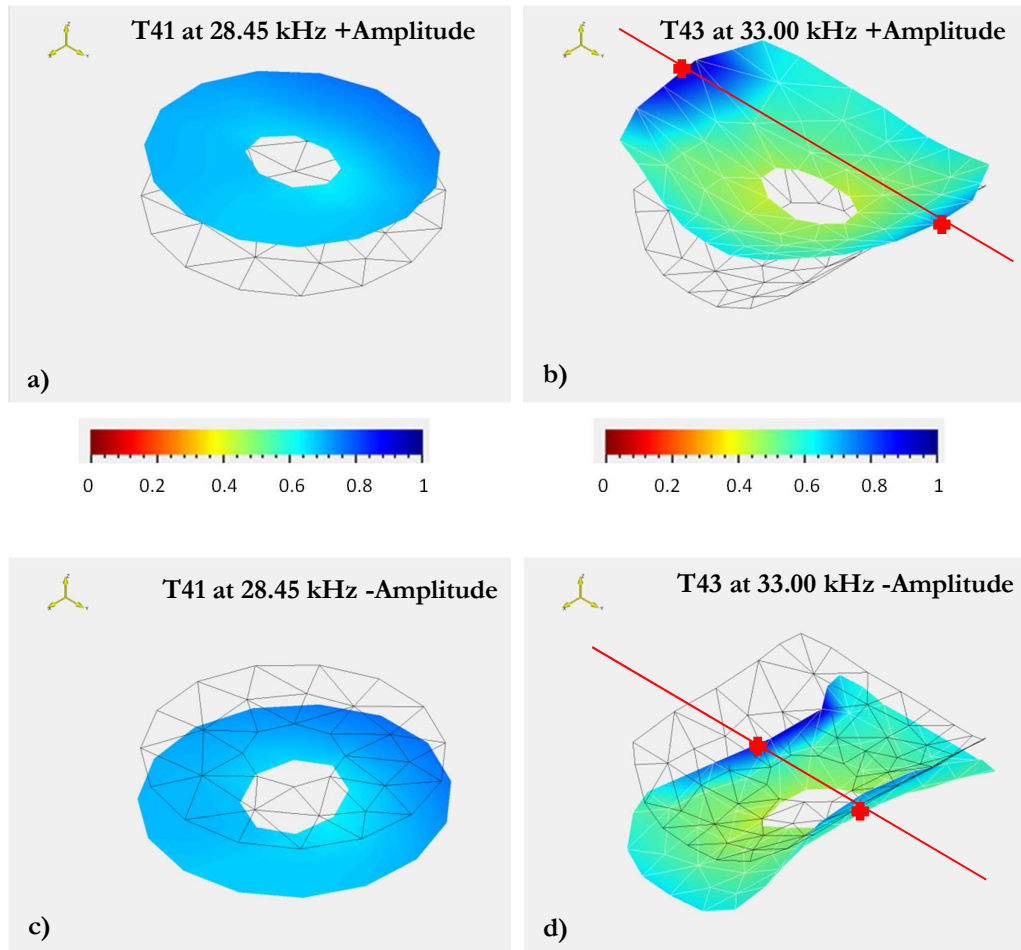 T41 at 28.45 kHz +Amplitude
T43 at 33.00 kHz +Amplitude
a)
b)
0 0.2 0.4 0.6 0.8 1
0 0.2 0.4 0.6 0.8 1
T41 at 28.45 kHz -Amplitude
T43 at 33.00 kHz -Amplitude
c)
d)